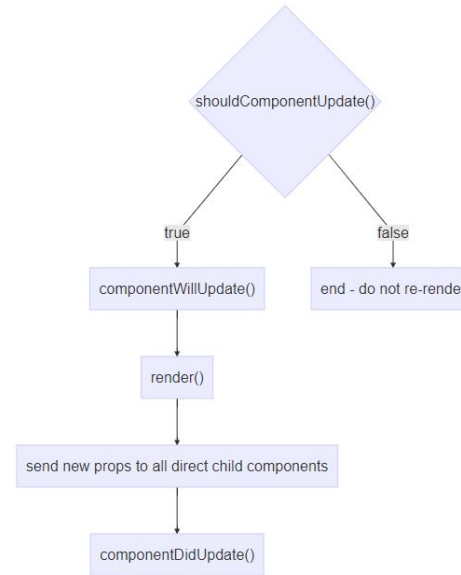 shouldComponentUpdate()
true
false
componentWillUpdate()
end - do not re-rende
render()
send new props to all direct child components
componentDidUpdate()